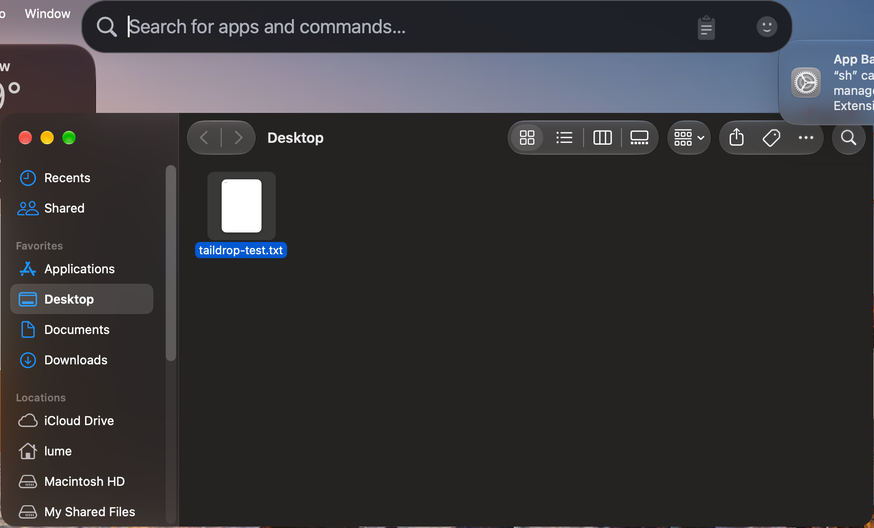 Window
Search for apps and commands...
App Ba
“sh” ca
manage
Extensi
Desktop
Recents
Shared
Favorites
Applications
Desktop
Documents
Downloads
Locations
iCloud Drive
lume
Macintosh HD
My Shared Files
taildrop-test.txt